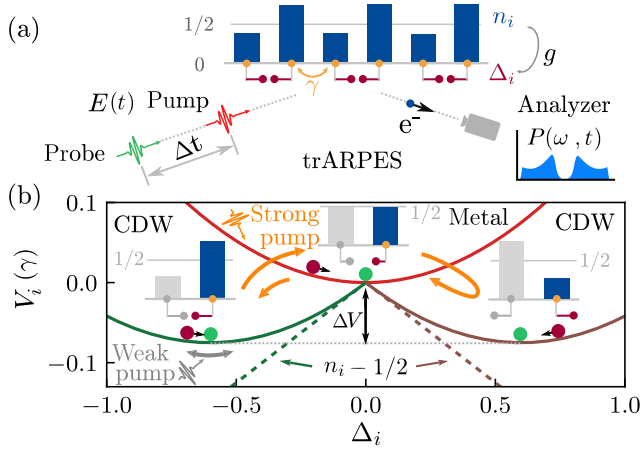 (a)
1/2
0
n_i
Δ_i
g
γ
E(t) Pump
Probe
Δt
e⁻
trARPES
Analyzer
P(ω, t)
(b)
V_i(γ)
0.1
0.0
−0.1
CDW
Strong
pump
1/2
Metal
CDW
1/2
1/2
ΔV
Weak
pump
n_i − 1/2
−1.0
−0.5
0.0
0.5
1.0
Δ_i